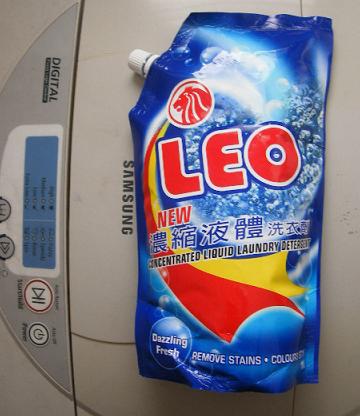 DIGITAL
SAMSUNG
Power
LEO
NEW
濃縮液體洗衣劑
CONCENTRATED LIQUID LAUNDRY DETERGENT
Dazzling
Fresh
REMOVE STAINS • COLOURS